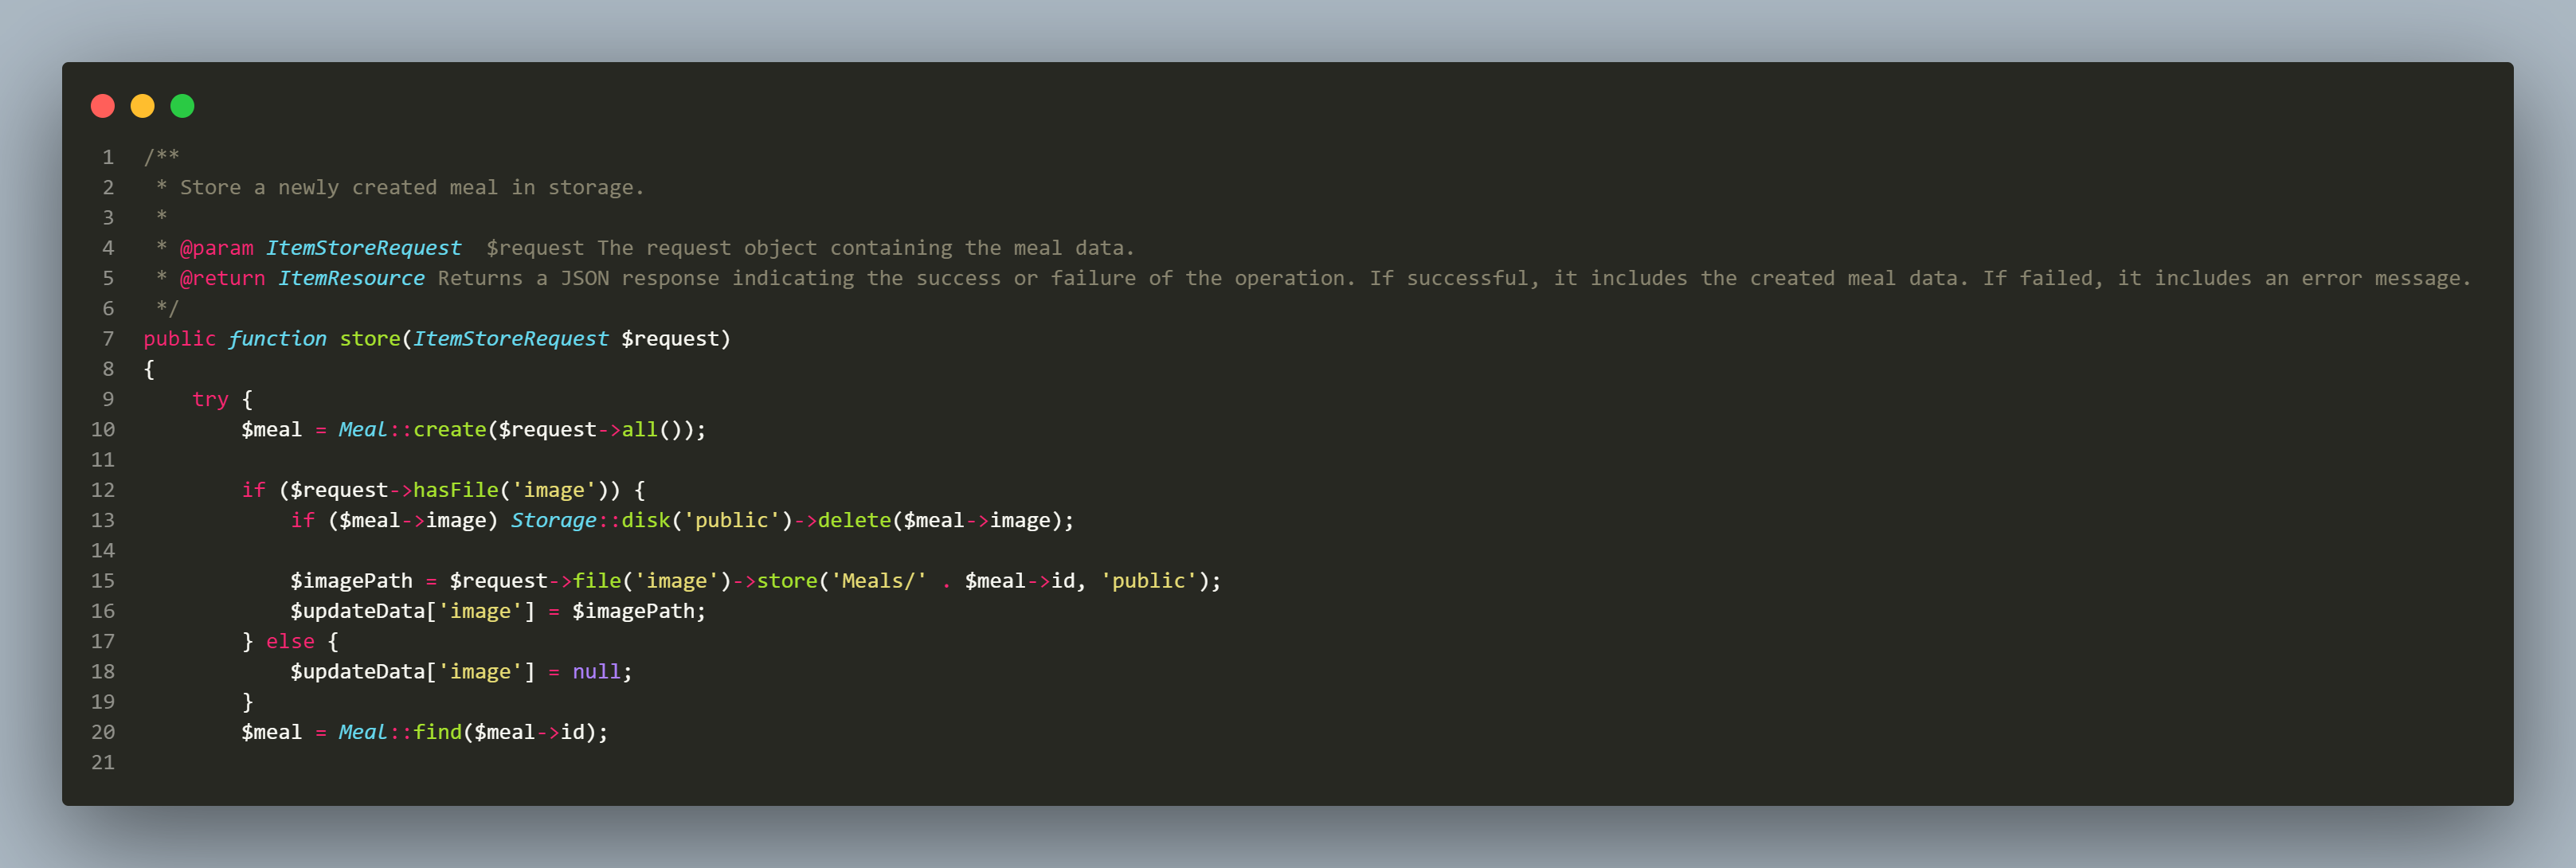 1 /**
2  * Store a newly created meal in storage.
3  *
4  * @param ItemStoreRequest  $request The request object containing the meal data.
5  * @return ItemResource Returns a JSON response indicating the success or failure of the operation. If successful, it includes the created meal data. If failed, it includes an error message.
6  */
7 public function store(ItemStoreRequest $request)
8 {
9     try {
10         $meal = Meal::create($request->all());
11
12         if ($request->hasFile('image')) {
13             if ($meal->image) Storage::disk('public')->delete($meal->image);
14
15             $imagePath = $request->file('image')->store('Meals/' . $meal->id, 'public');
16             $updateData['image'] = $imagePath;
17         } else {
18             $updateData['image'] = null;
19         }
20         $meal = Meal::find($meal->id);
21